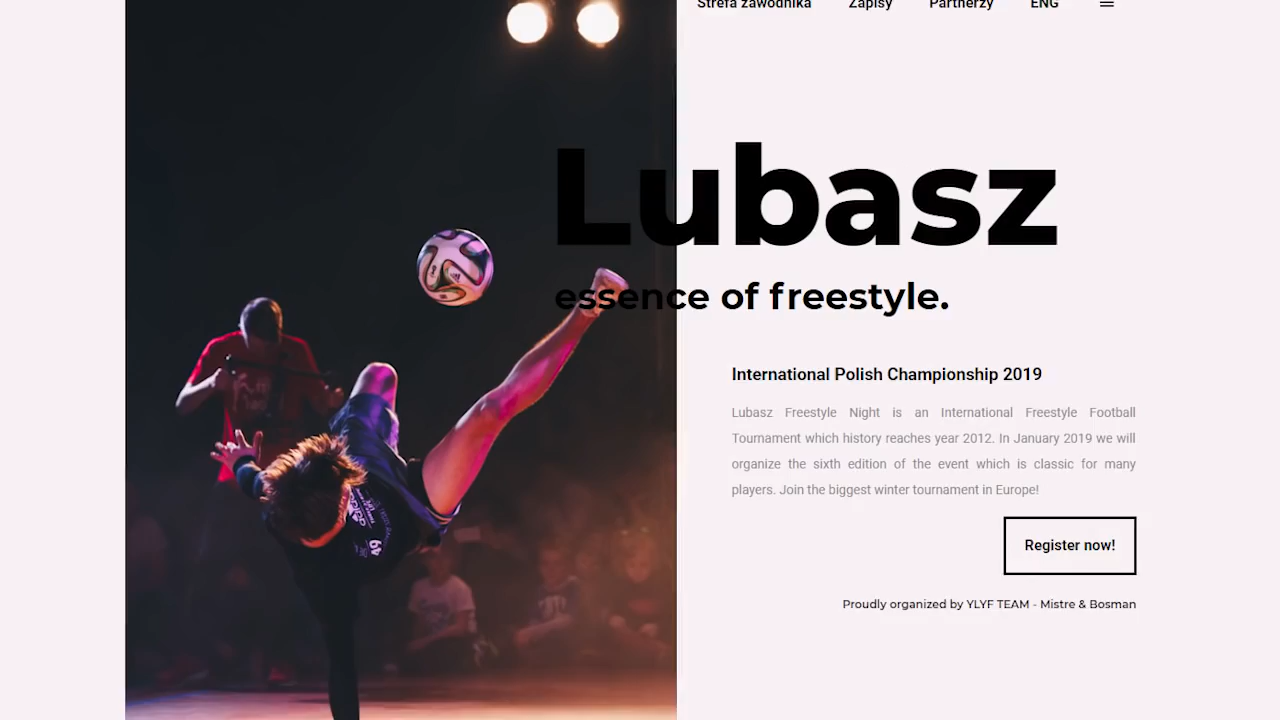 Strefa zawodnika Zapisy Partnerzy ENG
Lubasz
essence of freestyle.
International Polish Championship 2019
Lubasz Freestyle Night is an International Freestyle Football
Tournament which history reaches year 2012. In January 2019 we will
organize the sixth edition of the event which is classic for many
players. Join the biggest winter tournament in Europe!
Register now!
Proudly organized by YLYF TEAM - Mistre & Bosman
adidas
49